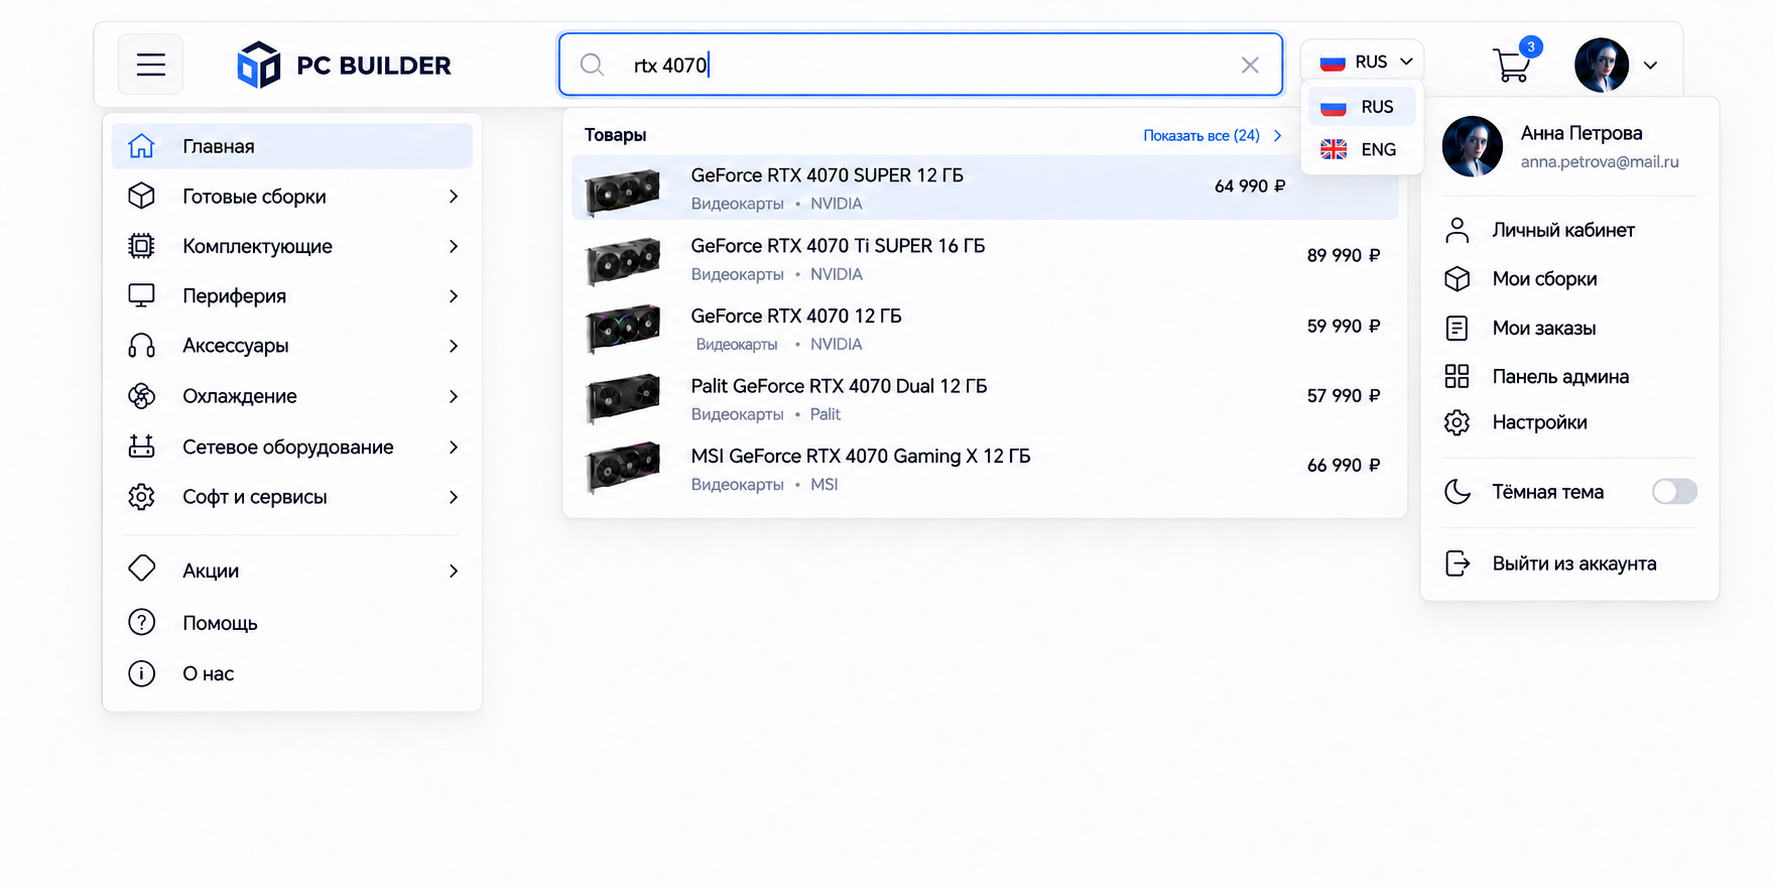 PC BUILDER
rtx 4070
RUS
3
RUS
ENG
Главная
Готовые сборки
Комплектующие
Периферия
Аксессуары
Охлаждение
Сетевое оборудование
Софт и сервисы
Акции
Помощь
О нас
Товары
Показать все (24)
GeForce RTX 4070 SUPER 12 ГБ
Видеокарты • NVIDIA
64 990 ₽
GeForce RTX 4070 Ti SUPER 16 ГБ
Видеокарты • NVIDIA
89 990 ₽
GeForce RTX 4070 12 ГБ
Видеокарты • NVIDIA
59 990 ₽
Palit GeForce RTX 4070 Dual 12 ГБ
Видеокарты • Palit
57 990 ₽
MSI GeForce RTX 4070 Gaming X 12 ГБ
Видеокарты • MSI
66 990 ₽
Анна Петрова
anna.petrova@mail.ru
Личный кабинет
Мои сборки
Мои заказы
Панель админа
Настройки
Тёмная тема
Выйти из аккаунта